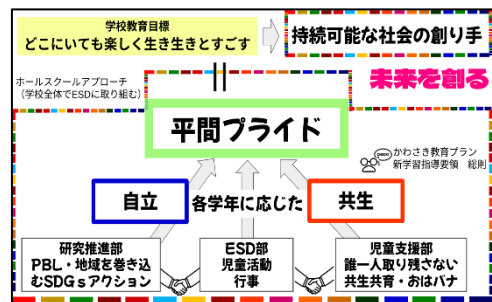 学校教育目標
どこにいても楽しく生き生きとすごす
持続可能な社会の創り手
ホールスクールアプローチ
（学校全体でESDに取り組む）
未来を創る
平間プライド
かわさき教育プラン
新学習指導要領　総則
自立
各学年に応じた
共生
研究推進部
PBL・地域を巻き込
むSDGsアクション
ESD部
児童活動
行事
児童支援部
誰一人取り残さない
共生共育・おはバナ